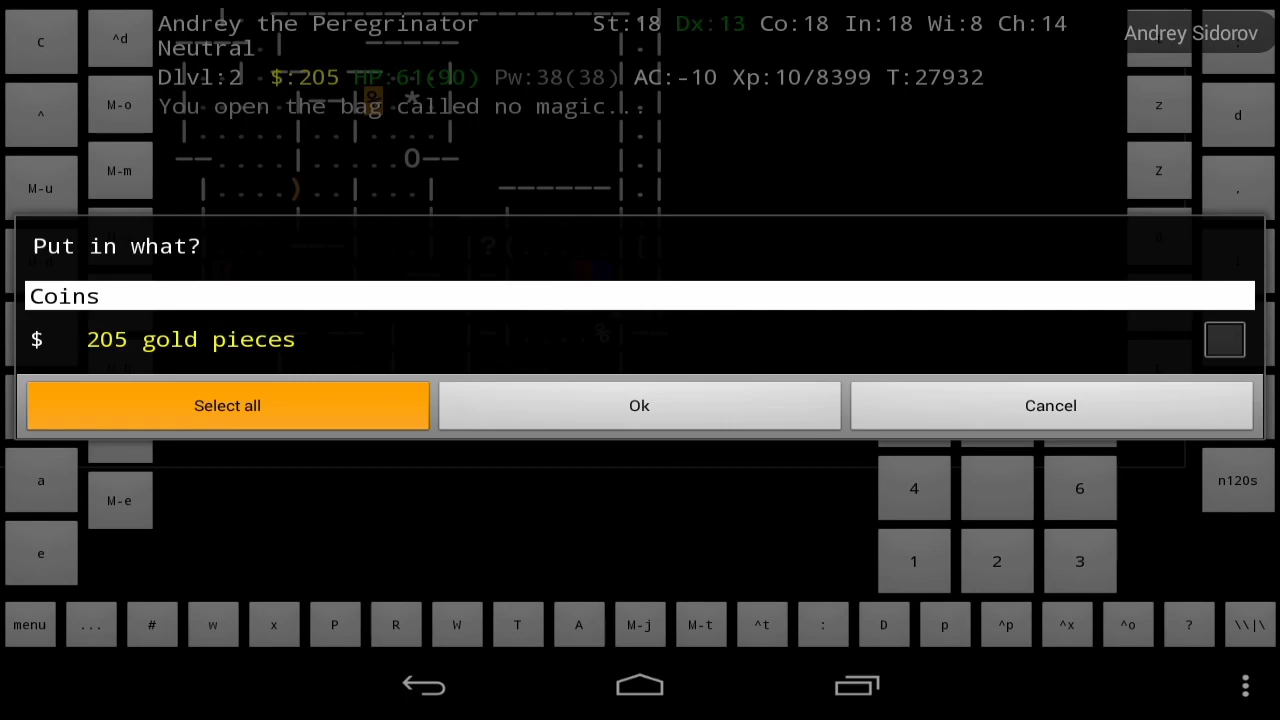 Andrey the Peregrinator St:18 Dx:13 Co:18 In:18 Wi:8 Ch:14
Neutral
Dlvl:2 $:205 HP:61(90) Pw:38(38) AC:-10 Xp:10/8399 T:27932
You open the bag called no magic...
Andrey Sidorov
c ^d
^ M-o z d
M-u M-m Z ,
Put in what?
Coins
$ 205 gold pieces
Select all Ok Cancel
a M-e 4 6 n120s
e 1 2 3
menu ... # w x P R W T A M-j M-t ^t : D p ^p ^x ^o ? \\|\